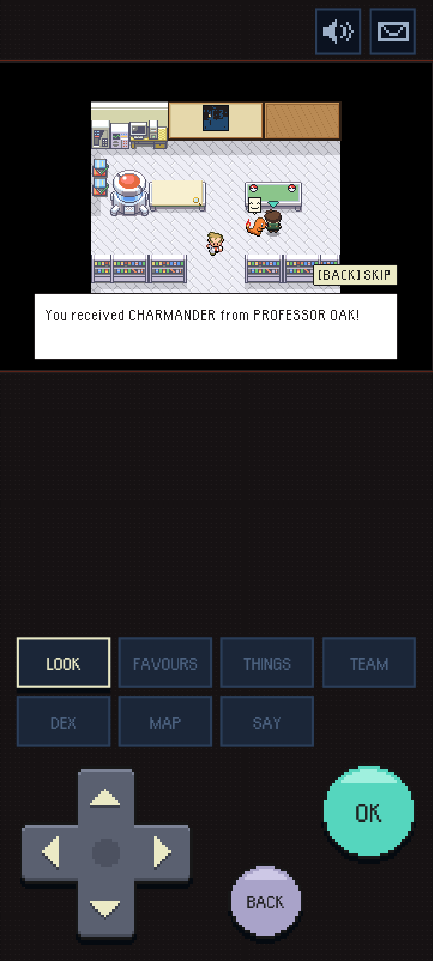 [BACK] SKIP
You received CHARMANDER from PROFESSOR OAK!
LOOK
FAVOURS
THINGS
TEAM
DEX
MAP
SAY
OK
BACK